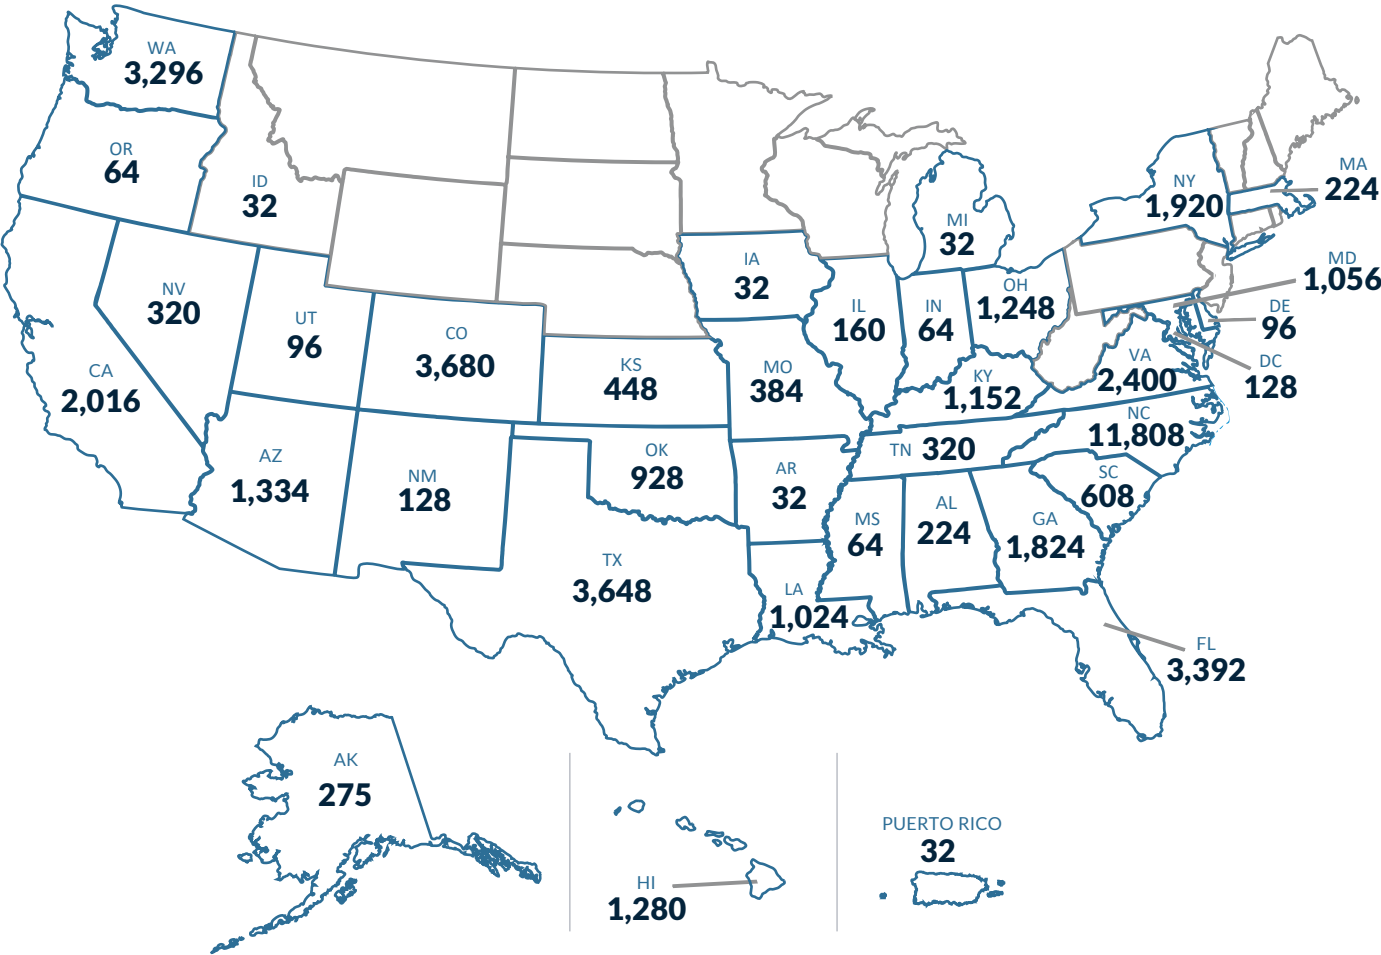 WA
3,296
OR
64
ID
32
MI
32
NY
1,920
MA
224
NV
320
UT
96
CO
3,680
IA
32
IL
160
IN
64
OH
1,248
MD
1,056
DE
96
DC
128
CA
2,016
KS
448
MO
384
KY
1,152
VA
2,400
NC
11,808
AZ
1,334
NM
128
OK
928
AR
32
TN 320
SC
608
MS
64
AL
224
GA
1,824
TX
3,648
LA
1,024
FL
3,392
AK
275
HI
1,280
PUERTO RICO
32